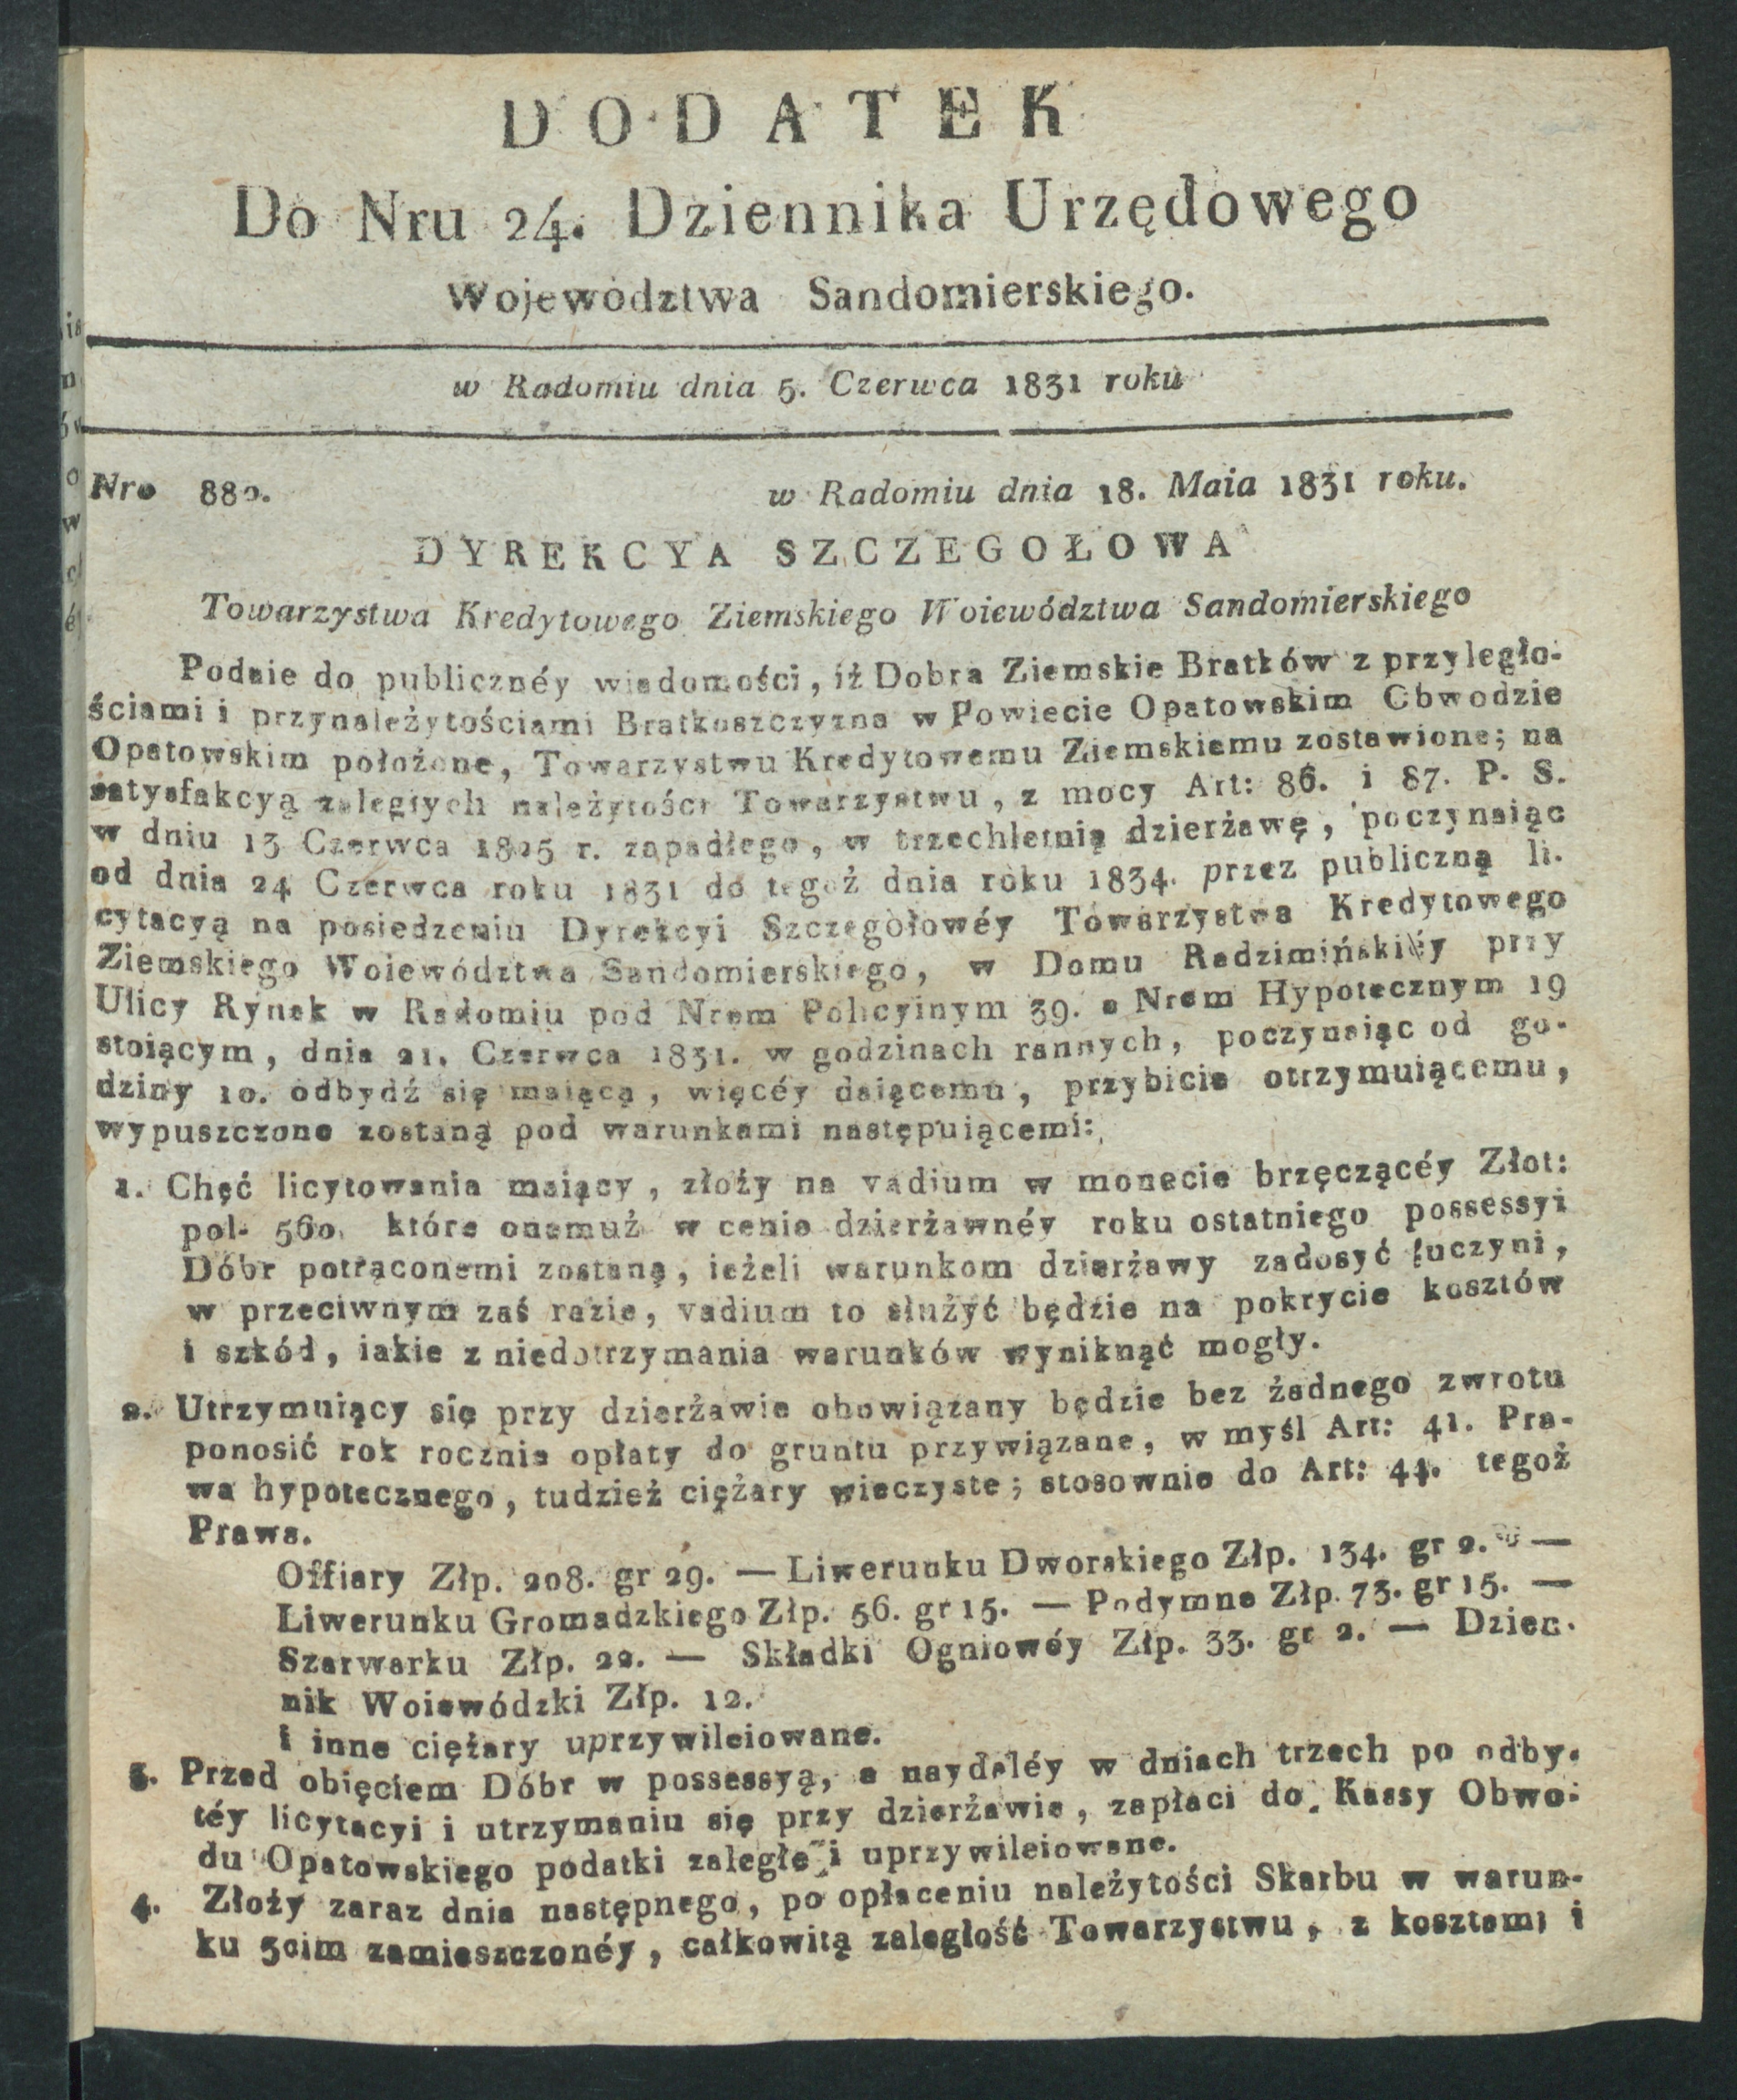 DODATEK
Do Nru 24. Dziennika Urzędowego
Województwa Sandomierskiego.
w Radomiu dnia 5. Czerwca 1831 roku
Nro 880. w Radomiu dnia 18. Maia 1831 roku.
DYREKCYA SZCZEGOŁOWA
Towarzystwa Kredytowego Ziemskiego Woiewództwa Sandomierskiego
Podaie do publicznéy wiadomości, iż Dobra Ziemskie Bratków z przyległo-
ściami i przynależytościami Bratkoszczyzna w Powiecie Opatowskim Obwodzie
Opatowskim położone, Towarzystwu Kredytowemu Ziemskiemu zostawione; na
satysfakcyą zaległych należytości Towarzystwu, z mocy Art: 86. i 87. P. S.
w dniu 13 Czerwca 1825 r. zapadłego, w trzechletnią dzierżawę, poczynaiąc
od dnia 24 Czerwca roku 1831 do tegoż dnia roku 1834. przez publiczną li-
cytacyą na posiedzeniu Dyrekcyi Szczegółowéy Towarzystwa Kredytowego
Ziemskiego Woiewództwa Sandomierskiego, w Domu Radzimińskiéy przy
Ulicy Rynek w Radomiu pod Nrem Policyinym 39. a Nrem Hypotecznym 19
stoiącym, dnia 21. Czerwca 1831. w godzinach rannych, poczynaiąc od go-
dziny 10. odbydź się maiącą, więcéy daiącemu, przybicie otrzymuiącemu,
wypuszczone zostaną pod warunkami następuiącemi:
1. Chęć licytowania maiący, złoży na vadium w monecie brzęczącéy Złot:
pol- 560. które onemuż w cenie dzierżawnéy roku ostatniego possessyi
Dóbr potrąconemi zostaną, ieżeli warunkom dzierżawy zadosyć uczyni,
w przeciwnym zaś razie, vadium to służyć będzie na pokrycie kosztów
i szkód, iakie z niedotrzymania warunków wyniknąć mogły.
2. Utrzymuiący się przy dzierżawie obowiązany będzie bez żadnego zwrotu
ponosić rok rocznie opłaty do gruntu przywiązane, w myśl Art: 41. Pra-
wa hypotecznego, tudzież ciężary wieczyste; stosownie do Art: 44. tegoż
Prawa.
Offiary Złp. 208. gr 29. — Liwerunku Dworskiego Złp. 134. gr 2. —
Liwerunku Gromadzkiego Złp. 56. gr 15. — Podymne Złp. 73. gr 15. —
Szarwarku Złp. 22. — Składki Ogniowéy Złp. 33. gr 2. — Dzien-
nik Woiewódzki Złp. 12.
i inne ciężary uprzywileiowane.
3. Przed obięciem Dóbr w possessyą, a naydaléy w dniach trzech po odby-
téy licytacyi i utrzymaniu się przy dzierżawie, zapłaci do Kassy Obwo-
du Opatowskiego podatki zaległe i uprzywileiowane.
4. Złoży zaraz dnia następnego, po opłaceniu należytości Skarbu w warun-
ku 3cim zamieszczonéy, całkowitą zaległość Towarzystwu, z kosztami i